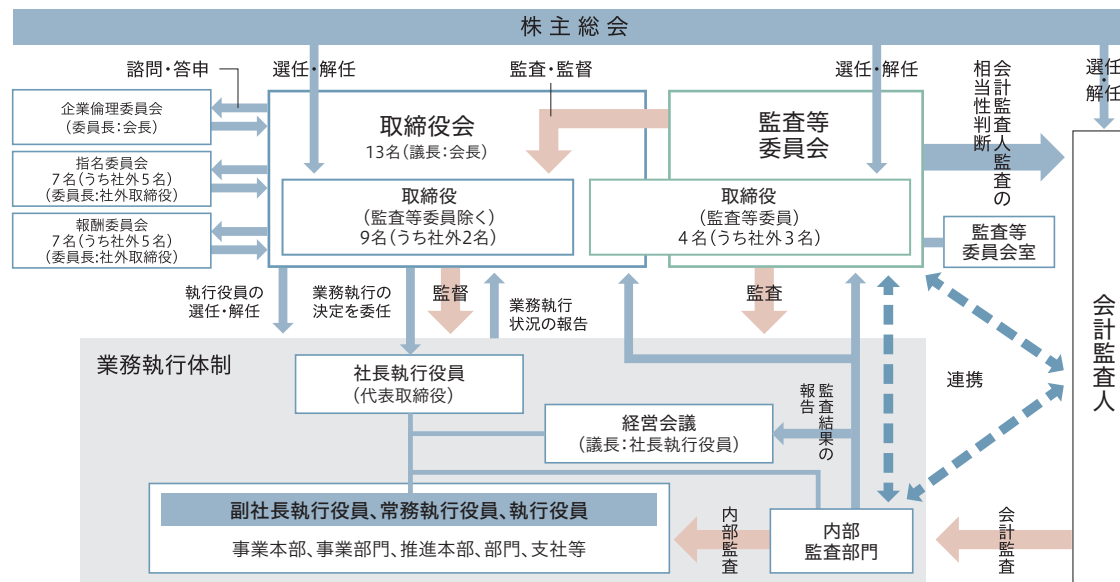 株主総会
諮問・答申
選任・解任
監査・監督
選任・解任
会計監査人監査の
相当性判断
選任・
解任
企業倫理委員会
(委員長:会長)
指名委員会
7名(うち社外5名)
(委員長:社外取締役)
報酬委員会
7名(うち社外5名)
(委員長:社外取締役)
取締役会
13名(議長:会長)
取締役
(監査等委員除く)
9名(うち社外2名)
監査等
委員会
取締役
(監査等委員)
4名(うち社外3名)
監査等
委員会室
執行役員の
選任・解任
業務執行の
決定を委任
監督
業務執行
状況の報告
監査
会計監査人
業務執行体制
社長執行役員
(代表取締役)
経営会議
(議長:社長執行役員)
監査結果の
報告
連携
副社長執行役員、常務執行役員、執行役員
事業本部、事業部門、推進本部、部門、支社等
内部監査
内部
監査部門
会計監査